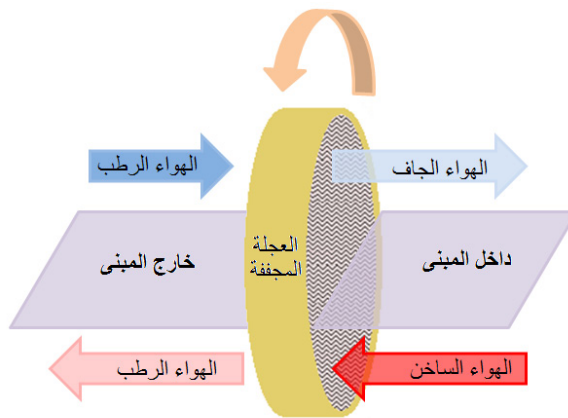 الهواء الرطب
الهواء الجاف
العجلة
المجففة
داخل المبنى
خارج المبنى
الهواء الساخن
الهواء الرطب